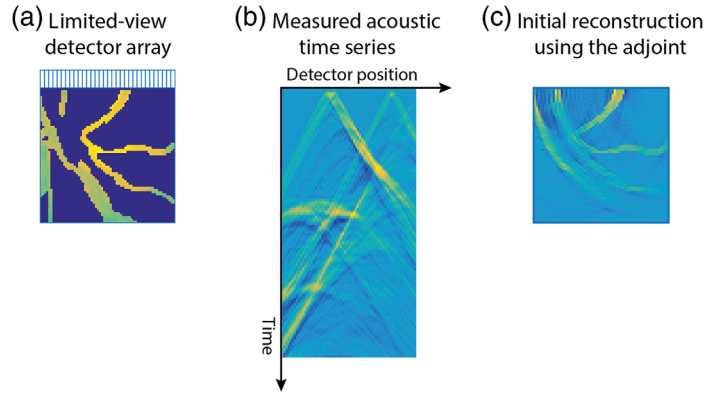 (a) Limited-view
detector array
(b) Measured acoustic
time series
Detector position
Time
(c) Initial reconstruction
using the adjoint